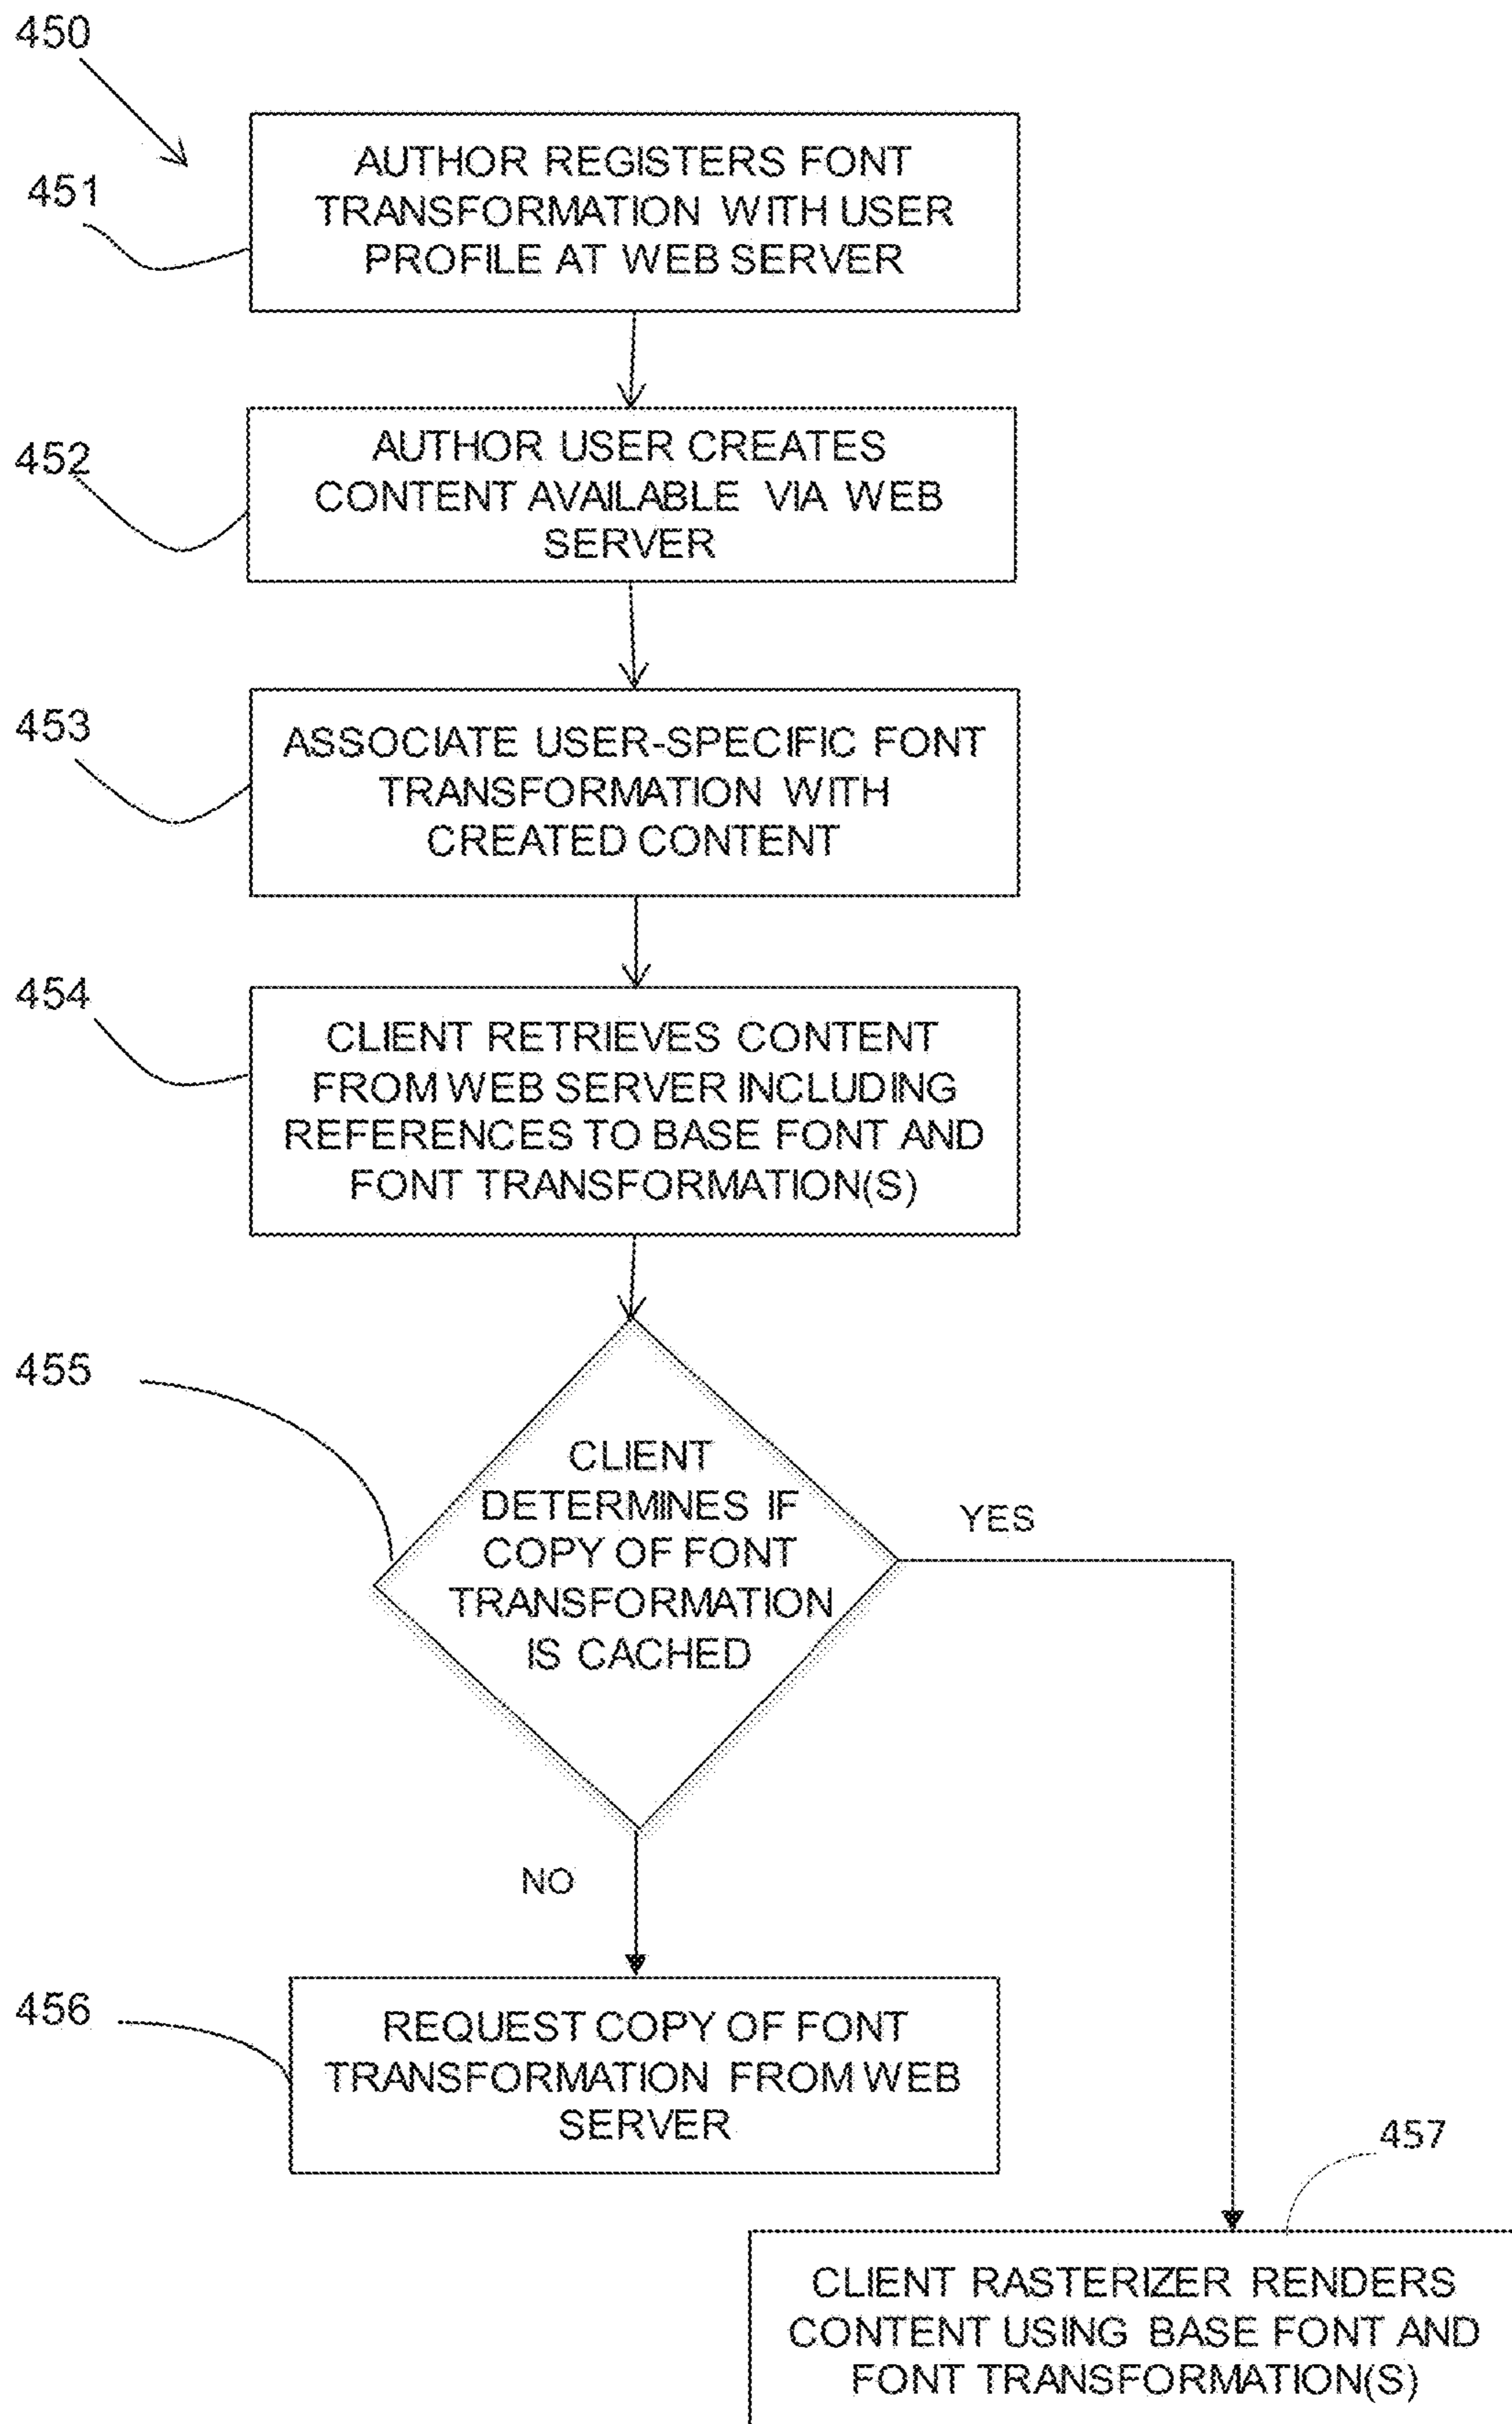 450
451
AUTHOR REGISTERS FONT
TRANSFORMATION WITH USER
PROFILE AT WEB SERVER
452
AUTHOR USER CREATES
CONTENT AVAILABLE VIA WEB
SERVER
453
ASSOCIATE USER-SPECIFIC FONT
TRANSFORMATION WITH
CREATED CONTENT
454
CLIENT RETRIEVES CONTENT
FROM WEB SERVER INCLUDING
REFERENCES TO BASE FONT AND
FONT TRANSFORMATION(S)
455
CLIENT
DETERMINES IF
COPY OF FONT
TRANSFORMATION
IS CACHED
YES
NO
456
REQUEST COPY OF FONT
TRANSFORMATION FROM WEB
SERVER
457
CLIENT RASTERIZER RENDERS
CONTENT USING BASE FONT AND
FONT TRANSFORMATION(S)